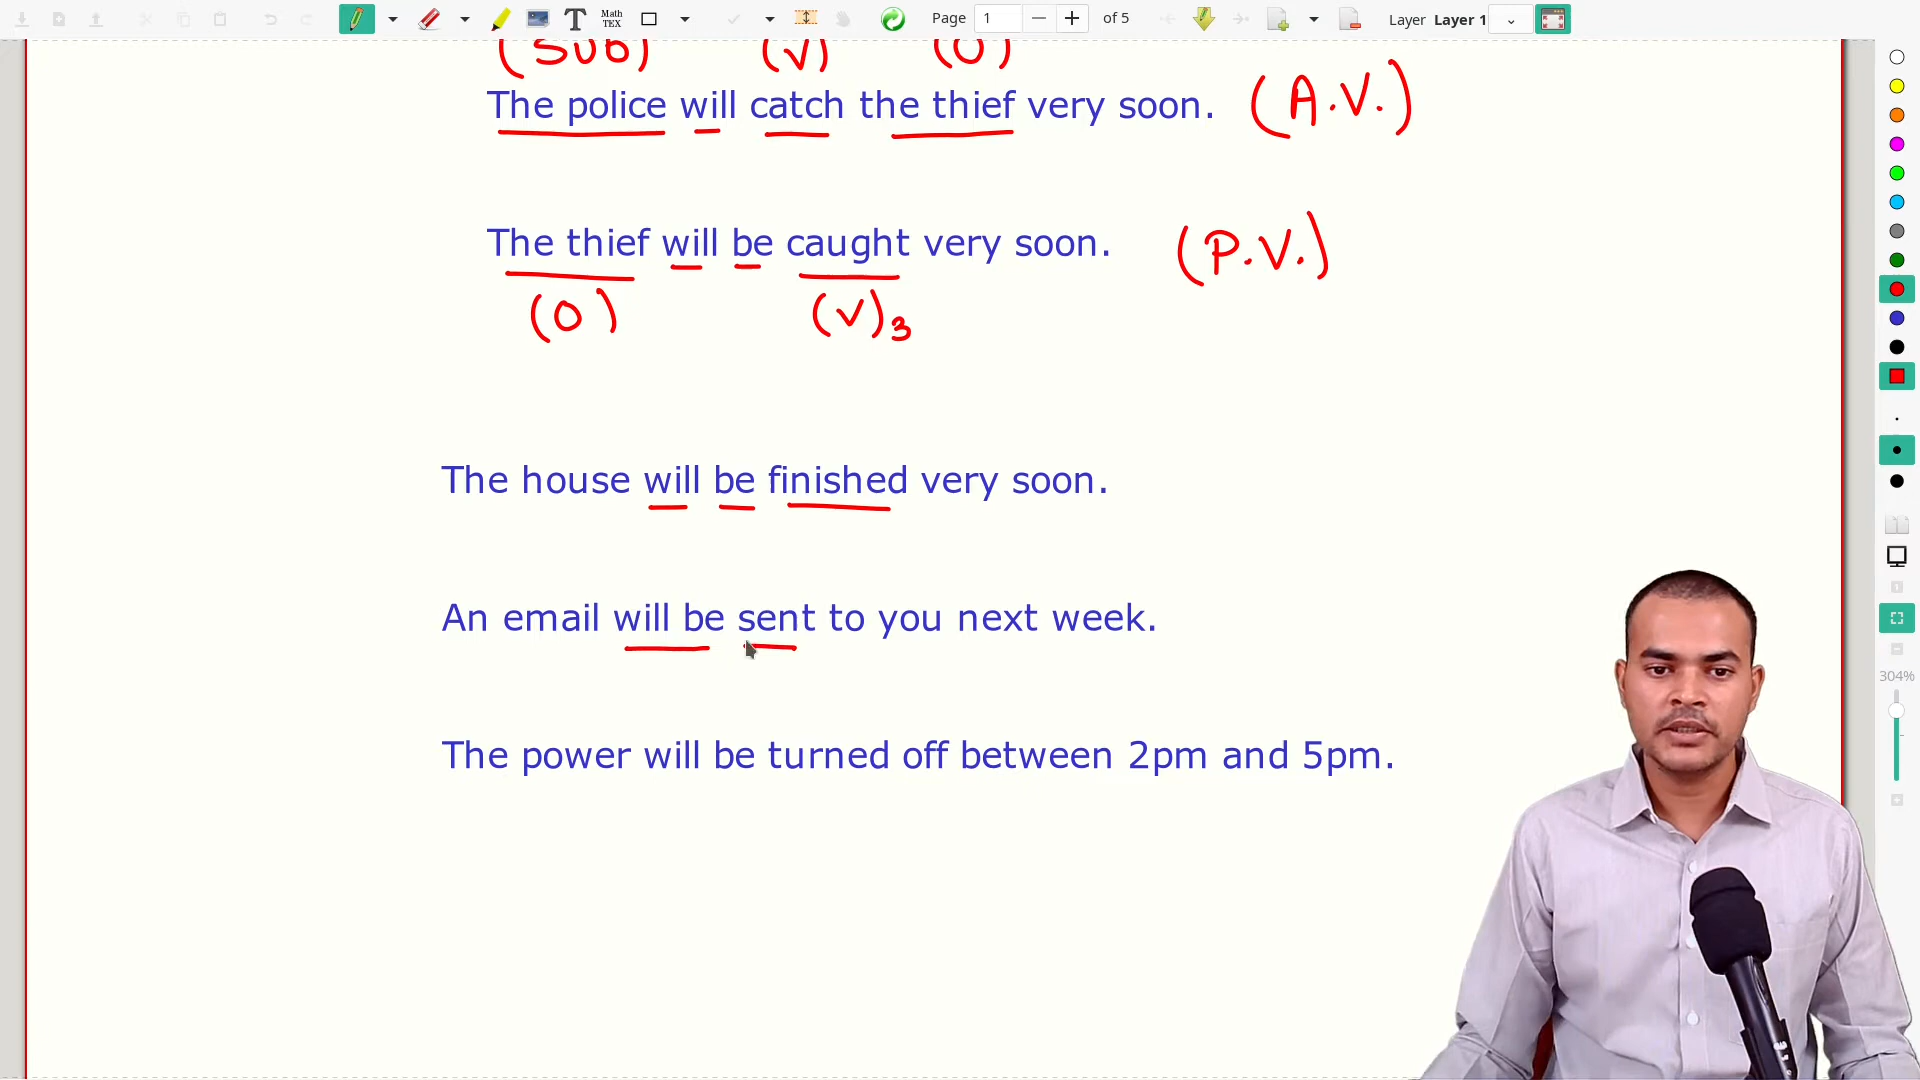 Math
TEX
Page 1 of 5
Layer Layer 1
(Sub) (V) (O)
The police will catch the thief very soon. (A.V.)
The thief will be caught very soon. (P.V.)
(O) (V)3
The house will be finished very soon.
An email will be sent to you next week.
The power will be turned off between 2pm and 5pm.
304%